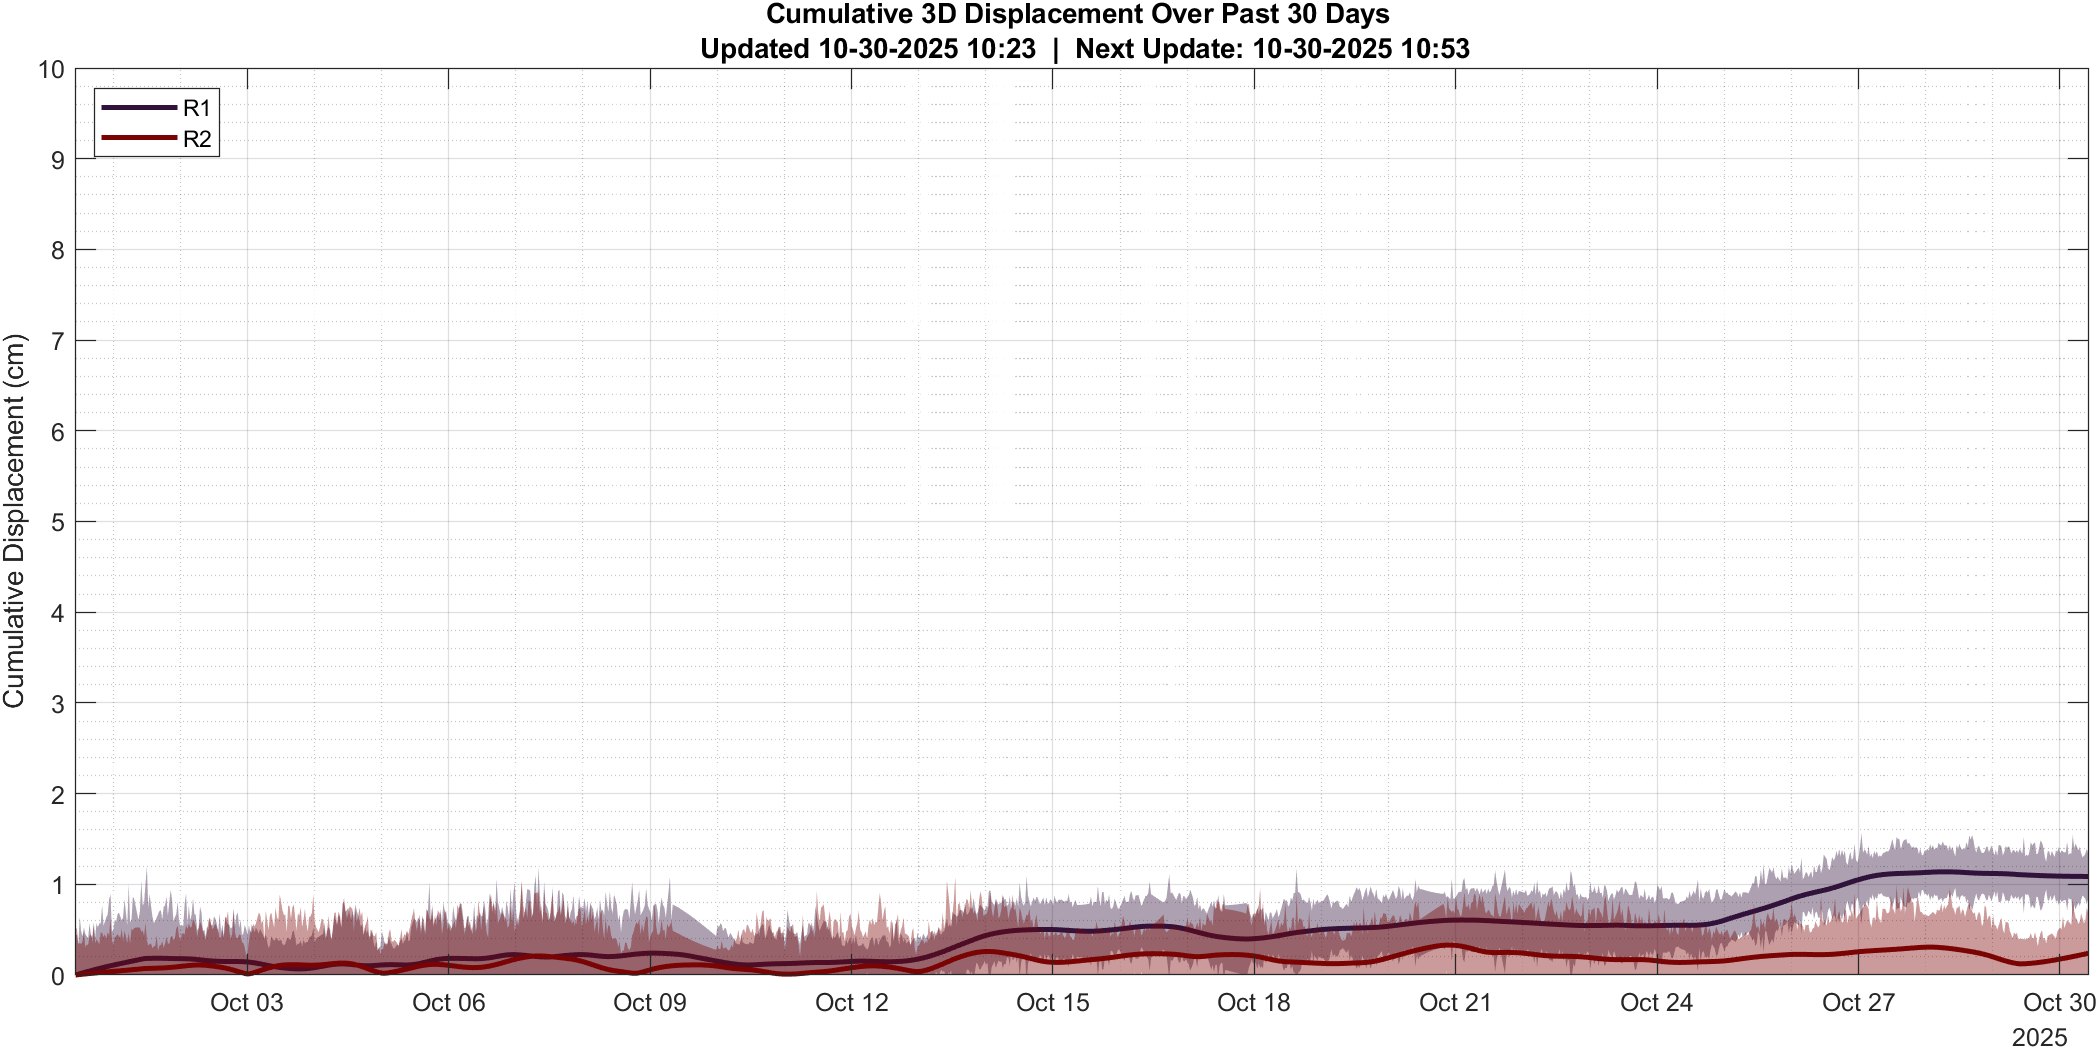 Cumulative 3D Displacement Over Past 30 Days
Updated 10-30-2025 10:23 | Next Update: 10-30-2025 10:53
R1
R2
Cumulative Displacement (cm)
10
9
8
7
6
5
4
3
2
1
0
Oct 03 Oct 06 Oct 09 Oct 12 Oct 15 Oct 18 Oct 21 Oct 24 Oct 27 Oct 30
2025